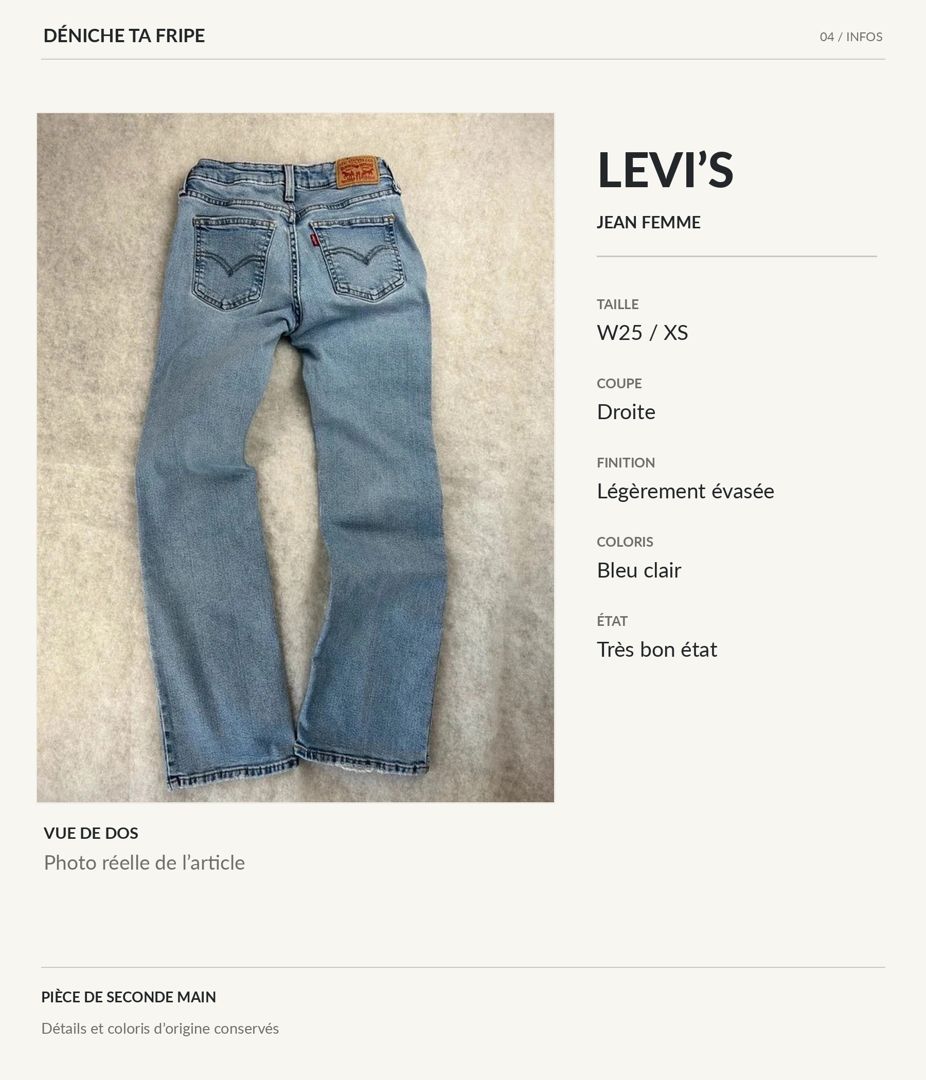 DÉNICHE TA FRIPE
04 / INFOS
LEVI’S
JEAN FEMME
TAILLE
W25 / XS
COUPE
Droite
FINITION
Légèrement évasée
COLORIS
Bleu clair
ÉTAT
Très bon état
VUE DE DOS
Photo réelle de l’article
PIÈCE DE SECONDE MAIN
Détails et coloris d’origine conservés